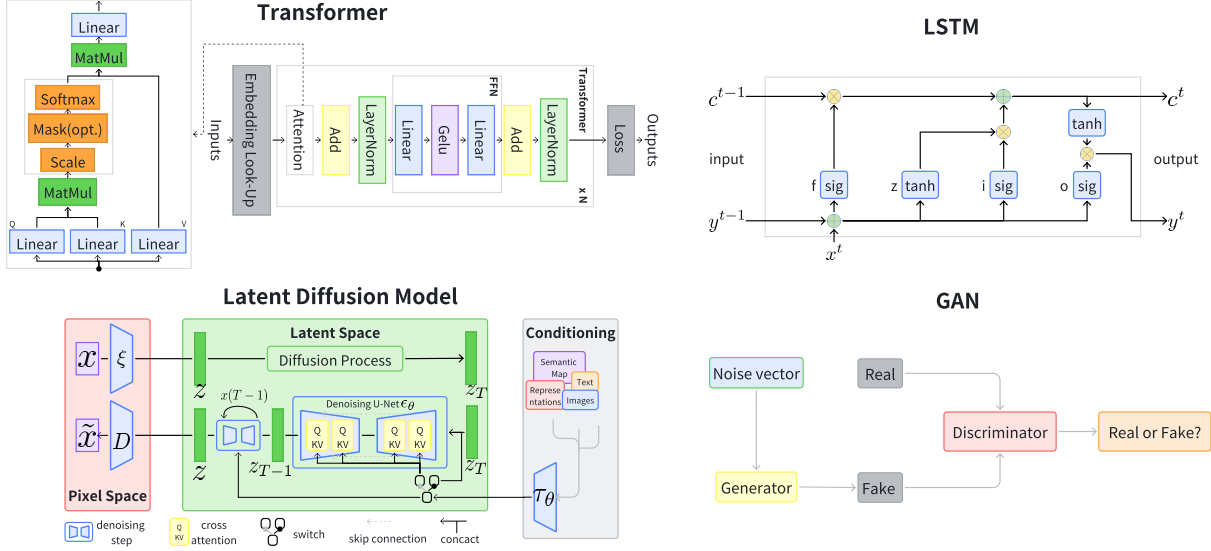 Transformer
Linear
MatMul
Softmax
Mask(opt.)
Scale
MatMul
Q
K
V
Linear
Linear
Linear
Inputs
Embedding Look-Up
Attention
Add
LayerNorm
FFN
Linear
Gelu
Linear
Add
LayerNorm
Transformer
x N
Loss
Outputs
LSTM
c^{t-1}
c^t
tanh
input
output
f
sig
z
tanh
i
sig
o
sig
y^{t-1}
y^t
x^t
Latent Diffusion Model
x
ξ
z
Latent Space
Diffusion Process
z_T
x̃
D
z
x(T − 1)
z_{T−1}
Denoising U-Net ϵ_θ
Q
KV
Q
KV
Q
KV
Q
KV
z_T
Pixel Space
Conditioning
Semantic
Map
Text
Represe
ntations
Images
τ_θ
denoising
step
Q
KV
cross
attention
switch
skip connection
concact
GAN
Noise vector
Real
Discriminator
Real or Fake?
Generator
Fake